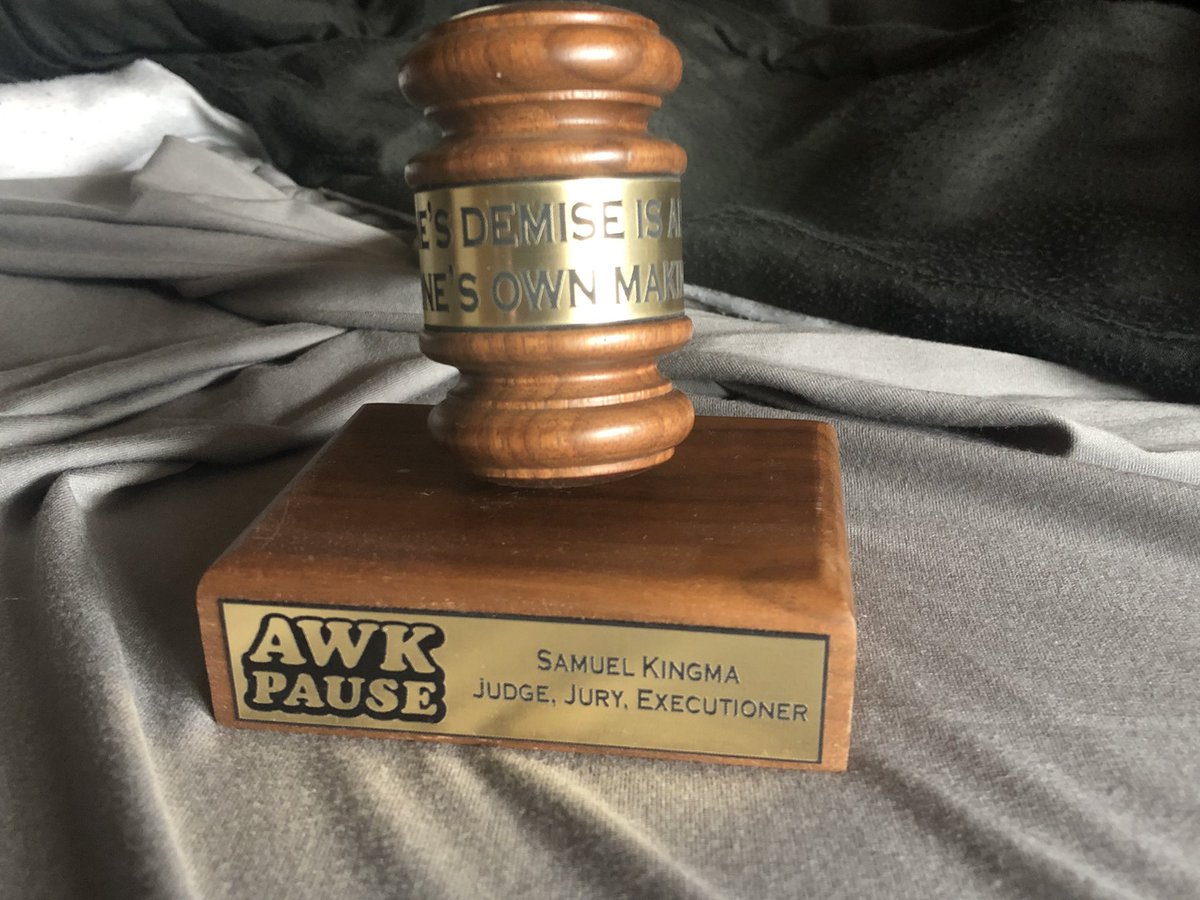 DEMISE IS
OWN
AWK
PAUSE
SAMUEL KINGMA
JUDGE, JURY, EXECUTIONER